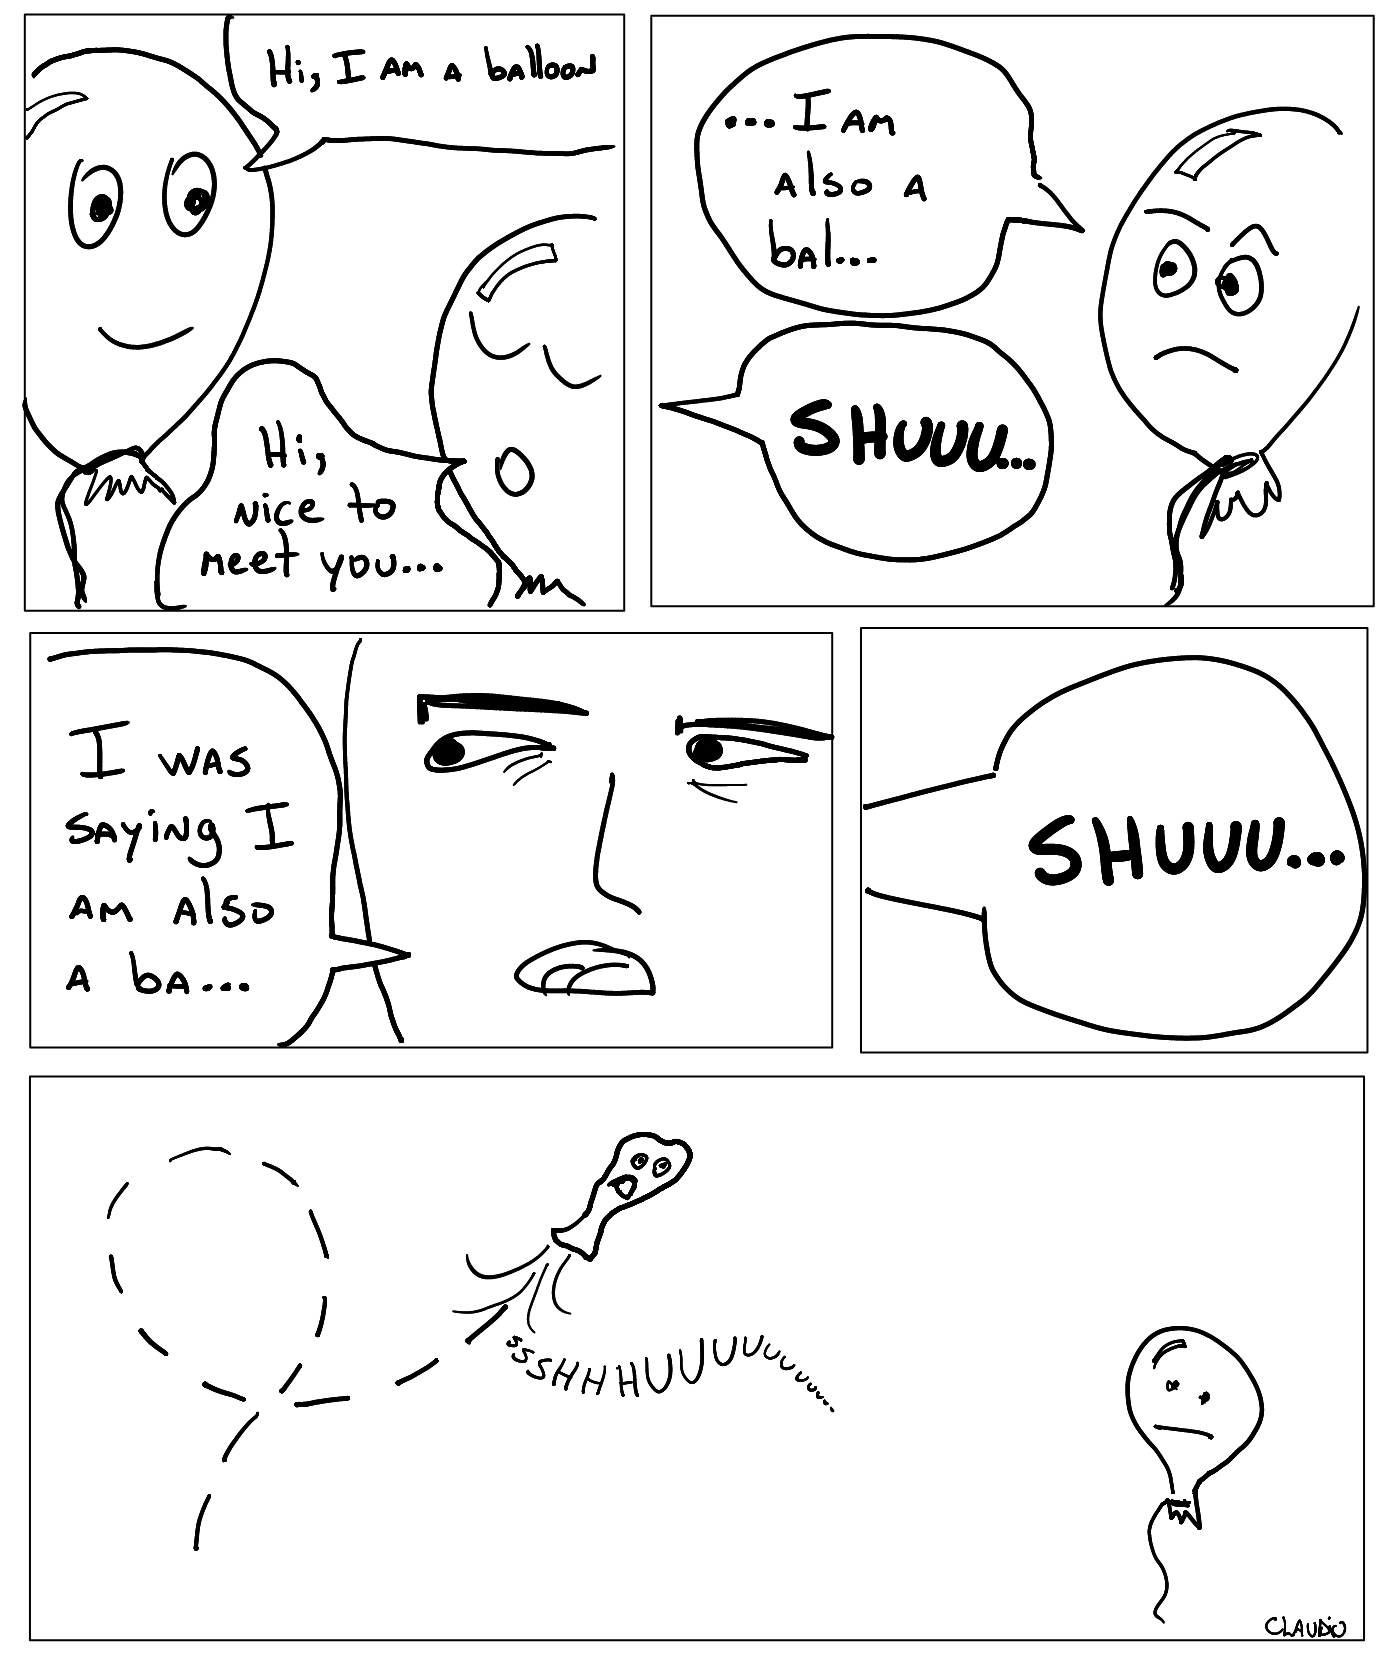 Hi, I AM A balloon
Hi,
nice to
meet you...
... I AM
also A
bal...
SHUUU...
I WAS
SAYING I
AM Also
A bA...
SHUUU...
SSSHHHUUUUUUUUUU...
CLAUDIO